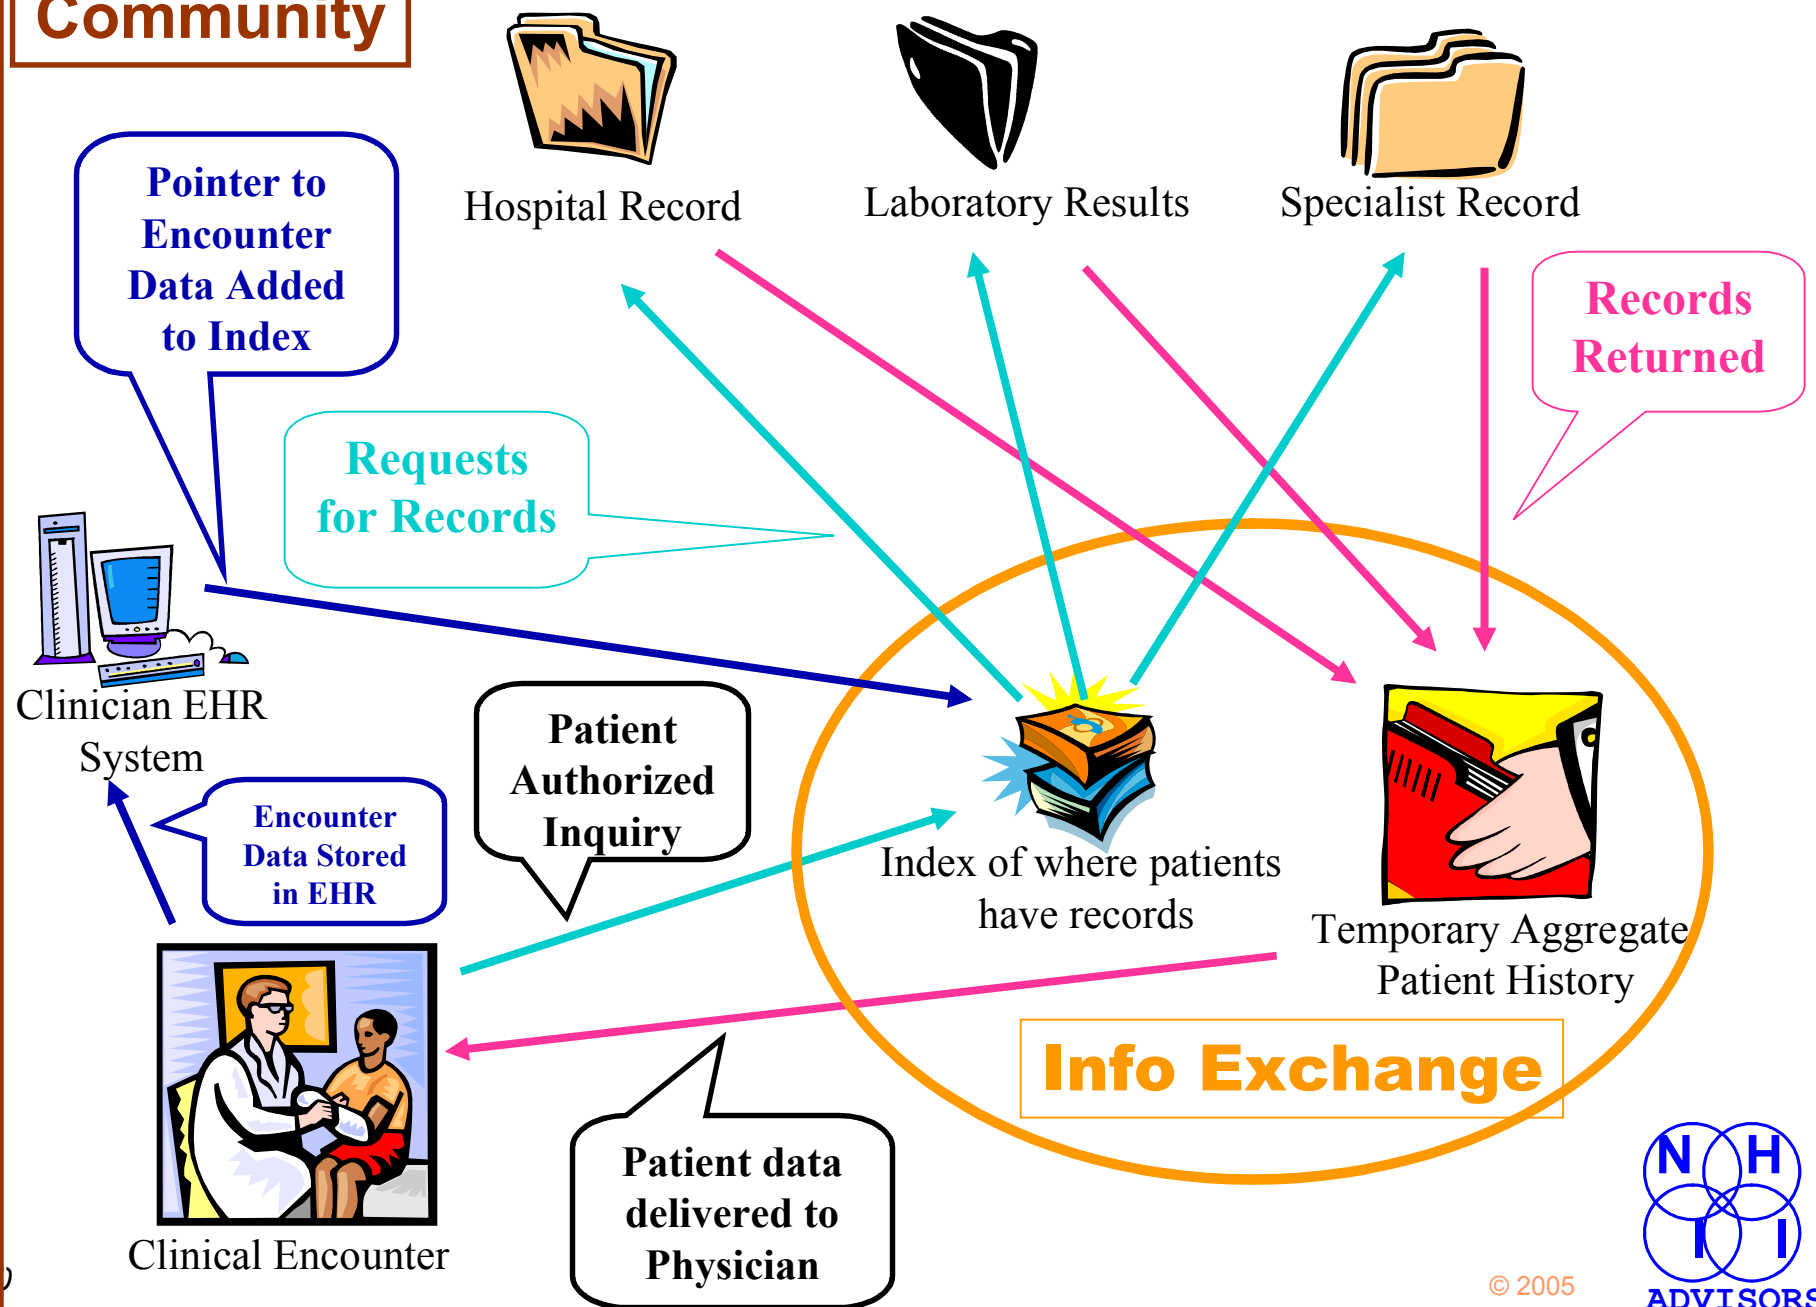 Community
Hospital Record
Laboratory Results
Specialist Record
Pointer to
Encounter
Data Added
to Index
Records
Returned
Requests
for Records
Clinician EHR
System
Patient
Authorized
Inquiry
Encounter
Data Stored
in EHR
Index of where patients
have records
Temporary Aggregate
Patient History
Info Exchange
Patient data
delivered to
Physician
Clinical Encounter
© 2005
N H
I I
ADVISORS